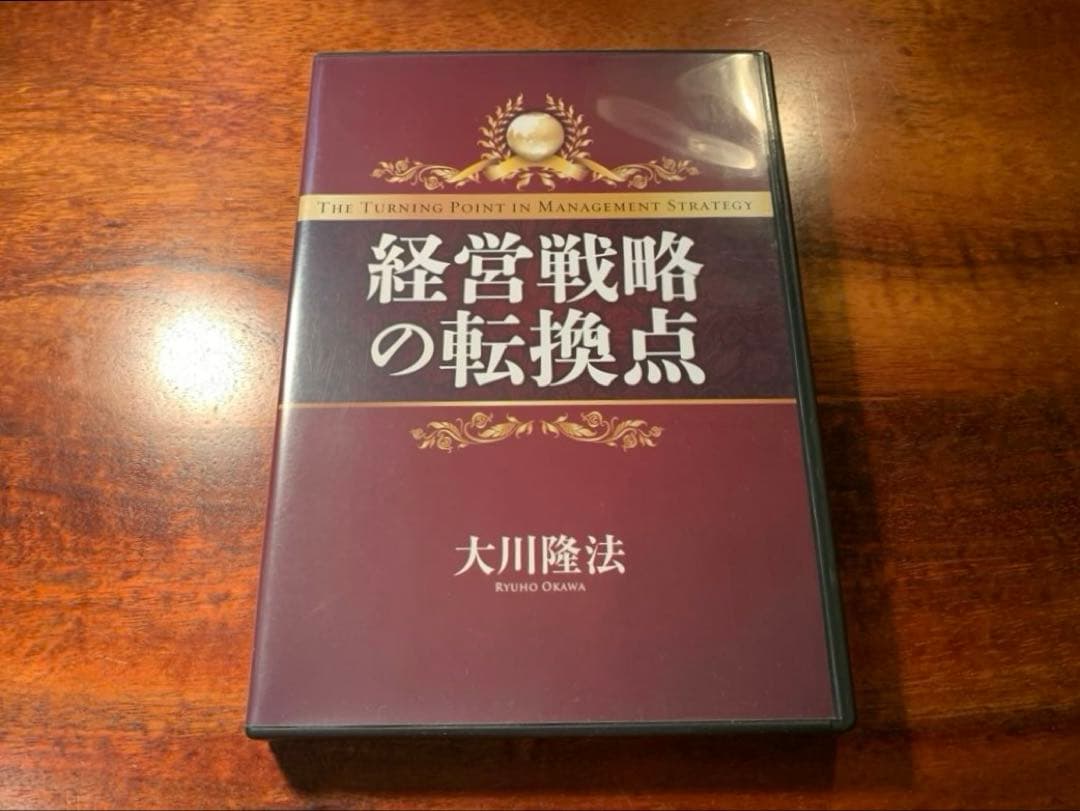 THE TURNING POINT IN MANAGEMENT STRATEGY
経営戦略
の転換点
大川隆法
RYUHO OKAWA